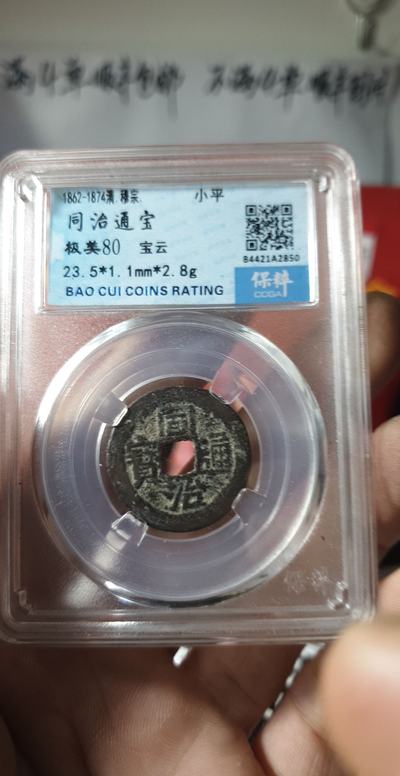 1862-1874清.穆宗
小平
同治通宝
极美80 宝云
B4421A2850
23.5*1.1mm*2.8g
保粹
CCGA
BAO CUI COINS RATING
同治通寳